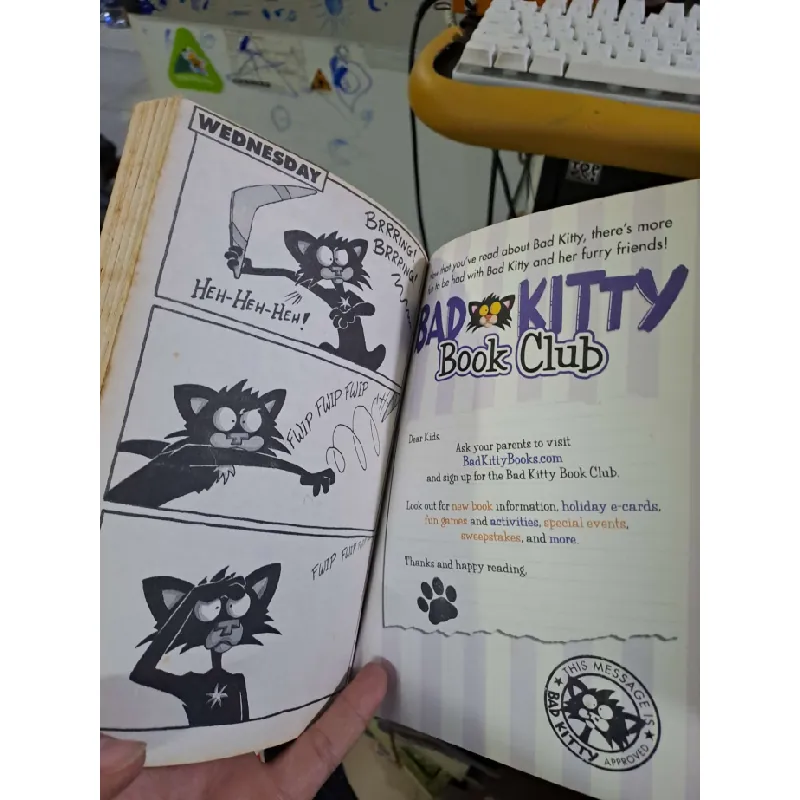 WEDNESDAY
BRRRING!
BRRRING!
HEH-HEH-HEH!
FWIP FWIP FWIP
FWIP FWIP
that you've read about Bad Kitty, there's more
to be had with Bad Kitty and her furry friends!
BAD KITTY
Book Club
Dear Kids,
Ask your parents to visit
BadKittyBooks.com
and sign up for the Bad Kitty Book Club.
Look out for new book information, holiday e-cards,
fun games and activities, special events,
sweepstakes, and more.
Thanks and happy reading,
THIS MESSAGE IS
BAD KITTY
APPROVED